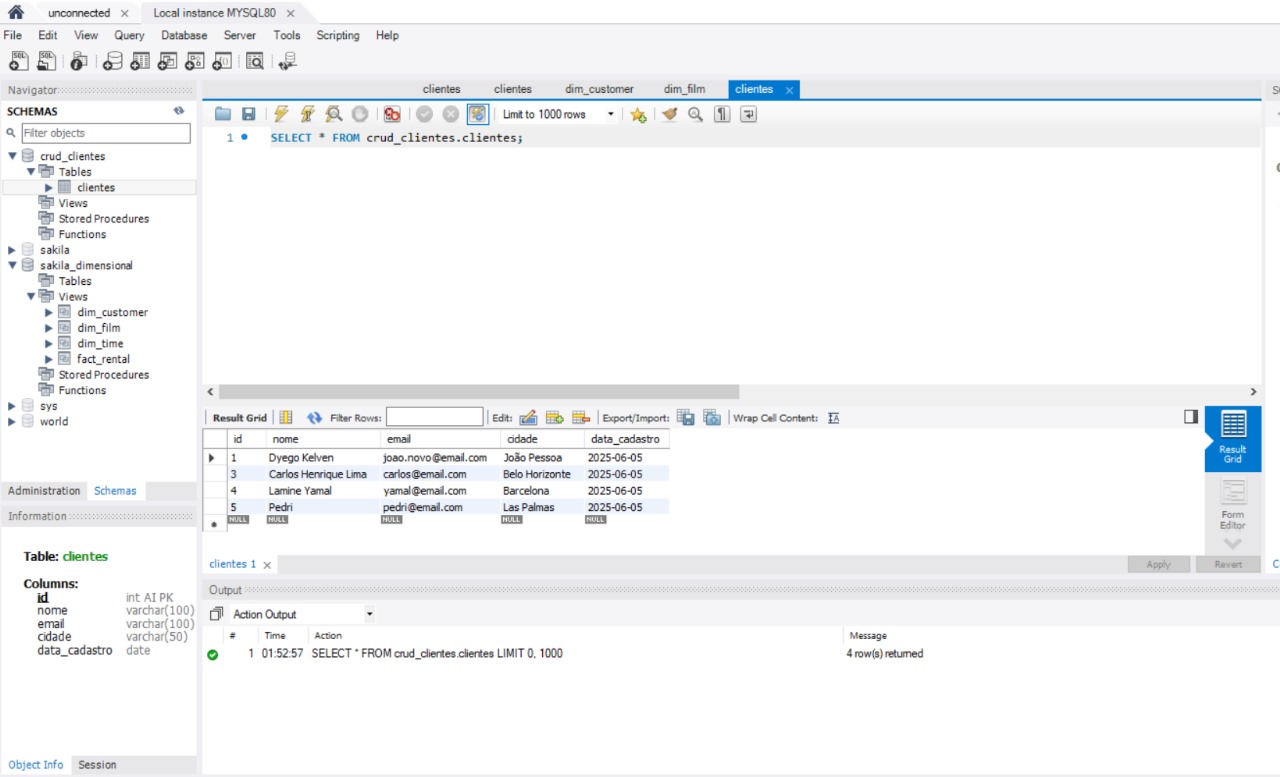 unconnected Local instance MYSQL80
File Edit View Query Database Server Tools Scripting Help
Navigator
SCHEMAS
Filter objects
crud_clientes
Tables
clientes
Views
Stored Procedures
Functions
sakila
sakila_dimensional
Tables
Views
dim_customer
dim_film
dim_time
fact_rental
Stored Procedures
Functions
sys
world
Administration Schemas
Information
Table: clientes
Columns:
id int AI PK
nome varchar(100)
email varchar(100)
cidade varchar(50)
data_cadastro date
Object Info Session
clientes clientes dim_customer dim_film clientes
Limit to 1000 rows
1 SELECT * FROM crud_clientes.clientes;
Result Grid Filter Rows: Edit: Export/Import: Wrap Cell Content:
id nome email cidade data_cadastro
1 Dyego Kelven joao.novo@email.com João Pessoa 2025-06-05
3 Carlos Henrique Lima carlos@email.com Belo Horizonte 2025-06-05
4 Lamine Yamal yamal@email.com Barcelona 2025-06-05
5 Pedri pedri@email.com Las Palmas 2025-06-05
NULL NULL NULL NULL NULL
Result
Grid
Form
Editor
clientes 1 Apply Revert
Output
Action Output
# Time Action Message
1 01:52:57 SELECT * FROM crud_clientes.clientes LIMIT 0, 1000 4 row(s) returned